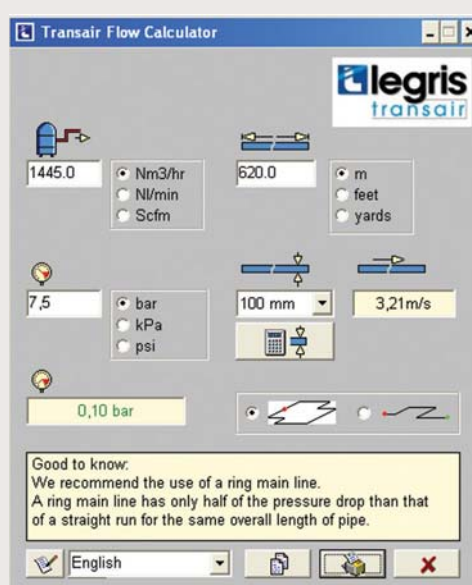 Transair Flow Calculator
legris
transair
1445.0
Nm3/hr
Nl/min
Scfm
620.0
m
feet
yards
7,5
bar
kPa
psi
100 mm
3,21m/s
0,10 bar
Good to know:
We recommend the use of a ring main line.
A ring main line has only half of the pressure drop than that
of a straight run for the same overall length of pipe.
English